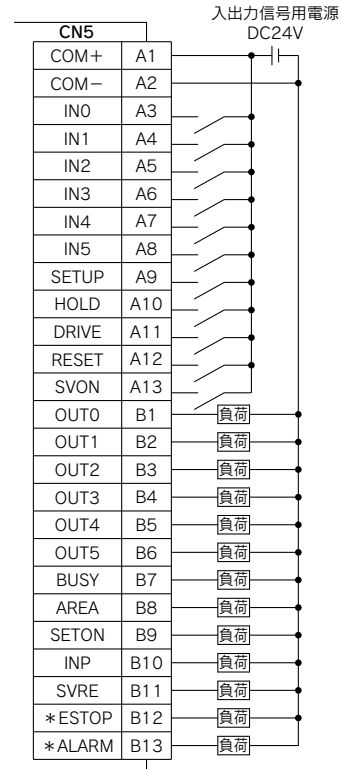 入出力信号用電源
DC24V
CN5
COM＋ A1
COM－ A2
IN0 A3
IN1 A4
IN2 A5
IN3 A6
IN4 A7
IN5 A8
SETUP A9
HOLD A10
DRIVE A11
RESET A12
SVON A13
OUT0 B1 負荷
OUT1 B2 負荷
OUT2 B3 負荷
OUT3 B4 負荷
OUT4 B5 負荷
OUT5 B6 負荷
BUSY B7 負荷
AREA B8 負荷
SETON B9 負荷
INP B10 負荷
SVRE B11 負荷
＊ESTOP B12 負荷
＊ALARM B13 負荷